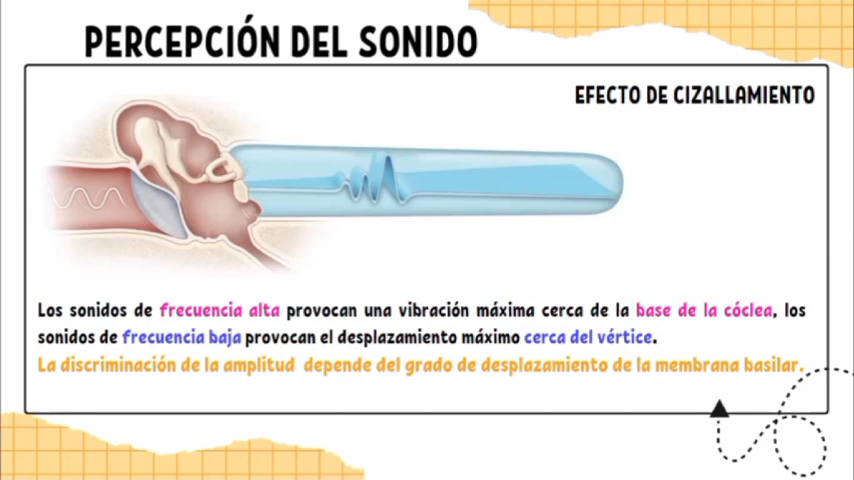 PERCEPCIÓN DEL SONIDO
EFECTO DE CIZALLAMIENTO
Los sonidos de frecuencia alta provocan una vibración máxima cerca de la base de la cóclea, los
sonidos de frecuencia baja provocan el desplazamiento máximo cerca del vértice.
La discriminación de la amplitud depende del grado de desplazamiento de la membrana basilar.